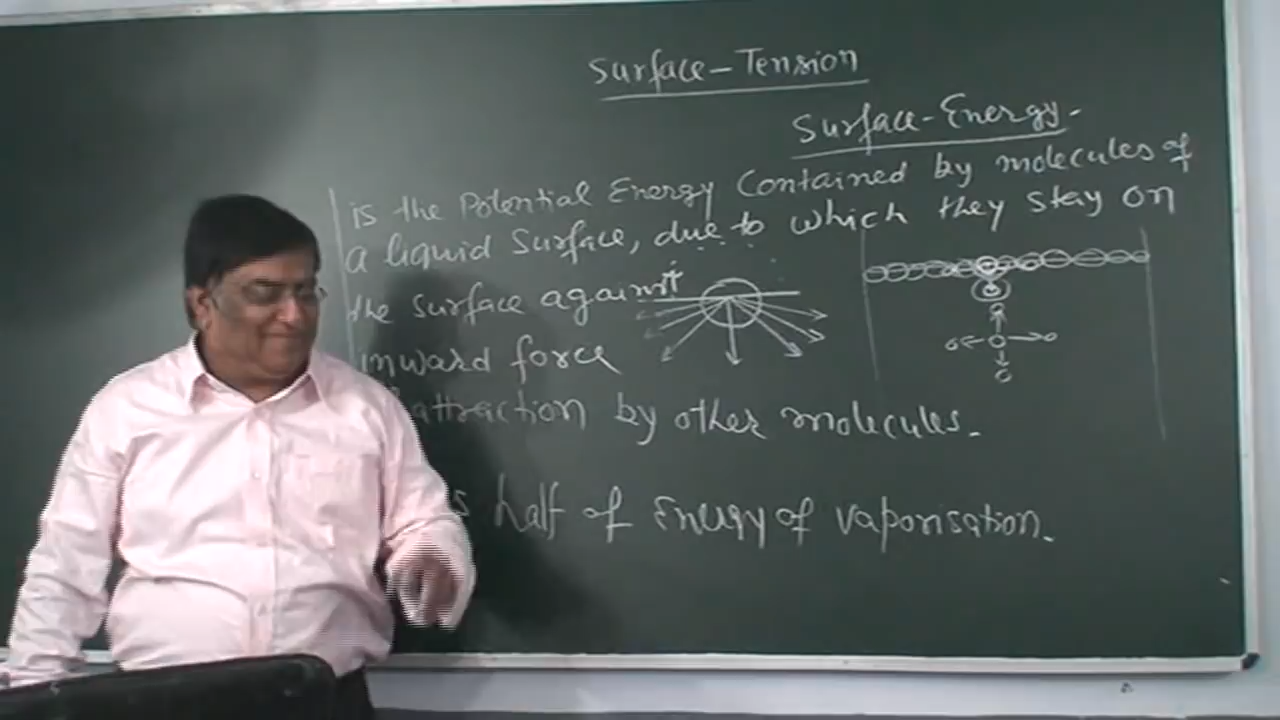 Surface-Tension
Surface-Energy-
is the Potential Energy Contained by molecules of
a liquid Surface, due to which they stay on
the surface against
inward force
attraction by other molecules.
half of Energy of vaporisation.